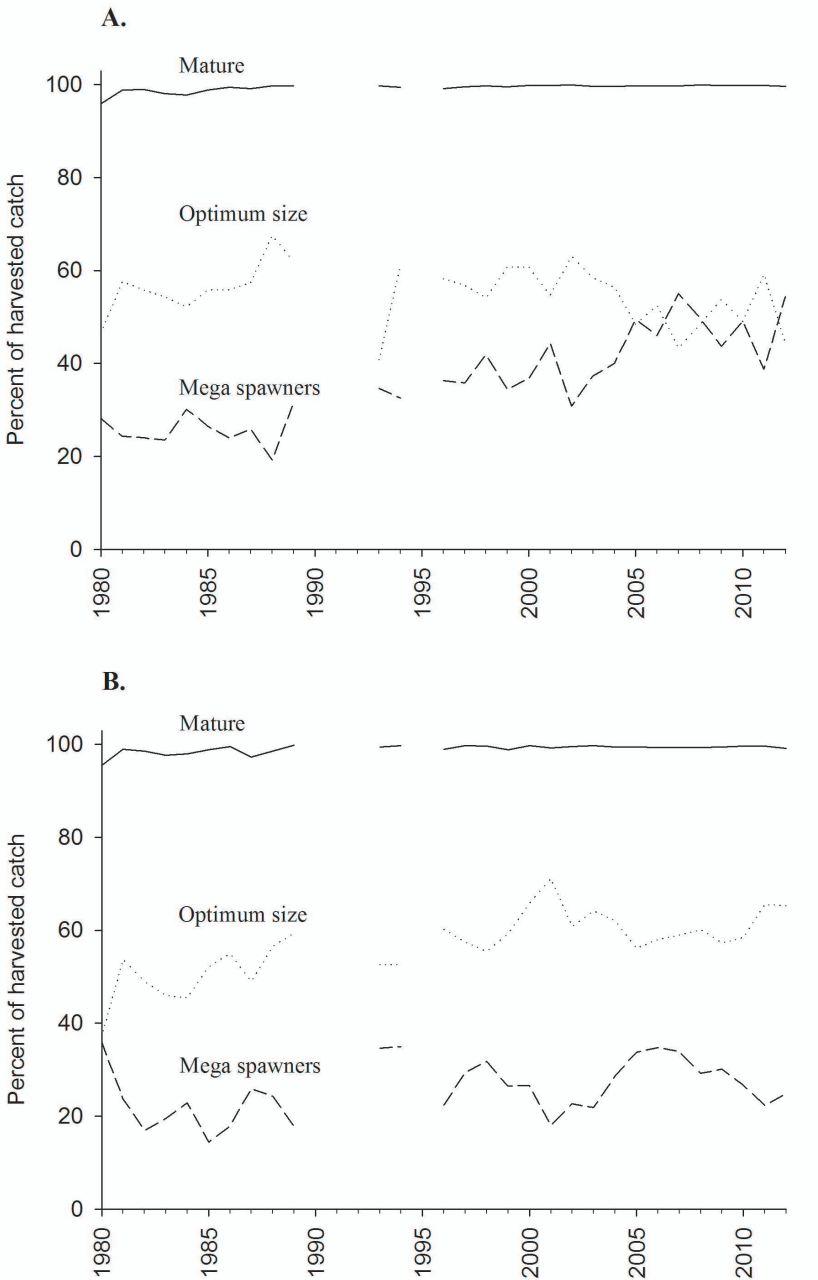 A.
Mature
100
80
Optimum size
60
40
Mega spawners
20
0
Percent of harvested catch
1980
1985
1990
1995
2000
2005
2010
B.
Mature
100
80
Optimum size
60
40
Mega spawners
20
0
Percent of harvested catch
1980
1985
1990
1995
2000
2005
2010